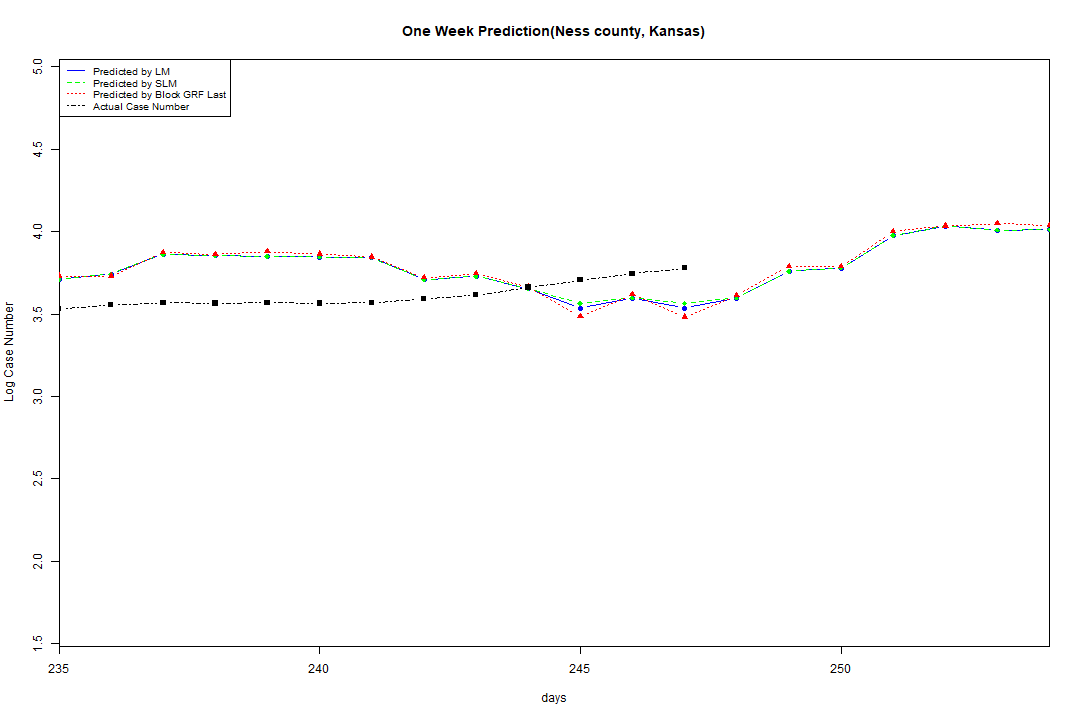 One Week Prediction(Ness county, Kansas)
Predicted by LM
Predicted by SLM
Predicted by Block GRF Last
Actual Case Number
5.0
4.5
4.0
3.5
3.0
2.5
2.0
1.5
Log Case Number
235
240
245
250
days